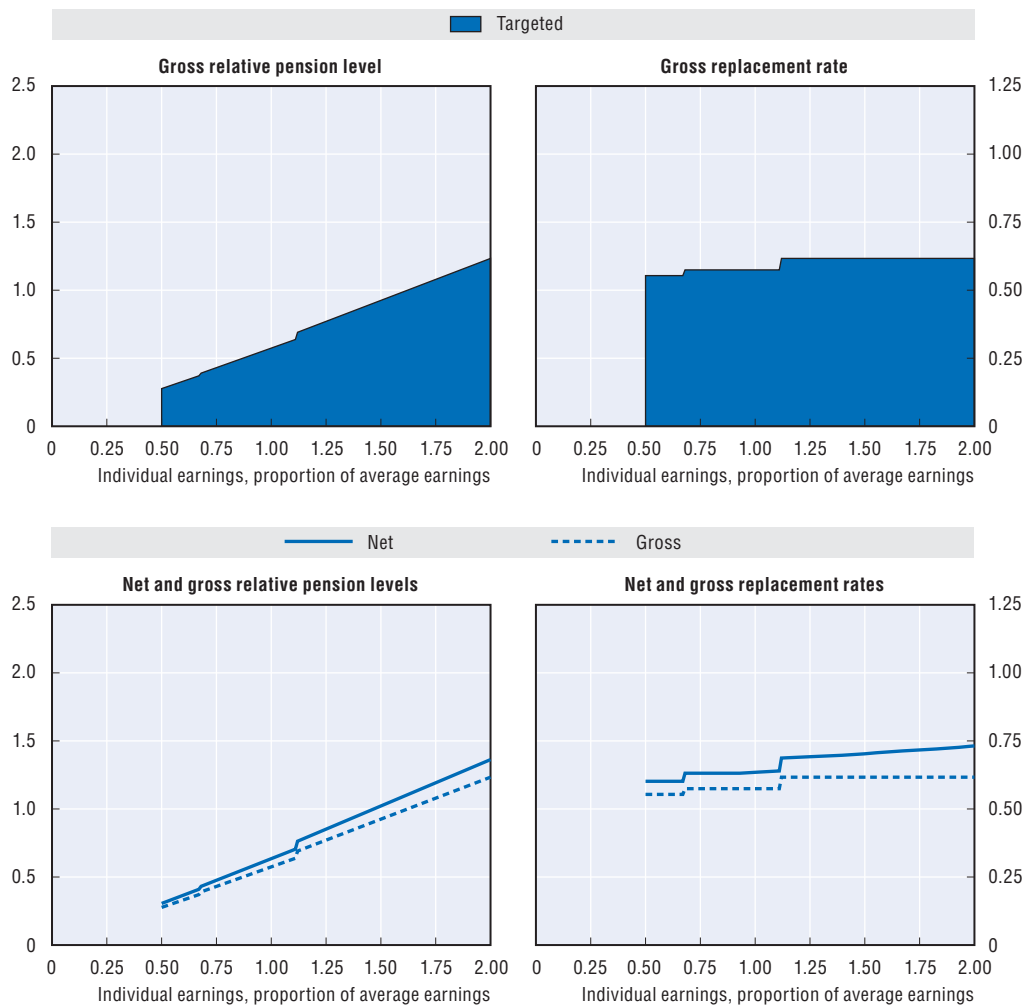 Targeted
Gross relative pension level
Gross replacement rate
2.5
2.0
1.5
1.0
0.5
0
1.25
1.00
0.75
0.50
0.25
0
0 0.25 0.50 0.75 1.00 1.25 1.50 1.75 2.00
0 0.25 0.50 0.75 1.00 1.25 1.50 1.75 2.00
Individual earnings, proportion of average earnings
Individual earnings, proportion of average earnings
Net Gross
Net and gross relative pension levels
Net and gross replacement rates
2.5
2.0
1.5
1.0
0.5
0
1.25
1.00
0.75
0.50
0.25
0
0 0.25 0.50 0.75 1.00 1.25 1.50 1.75 2.00
0 0.25 0.50 0.75 1.00 1.25 1.50 1.75 2.00
Individual earnings, proportion of average earnings
Individual earnings, proportion of average earnings